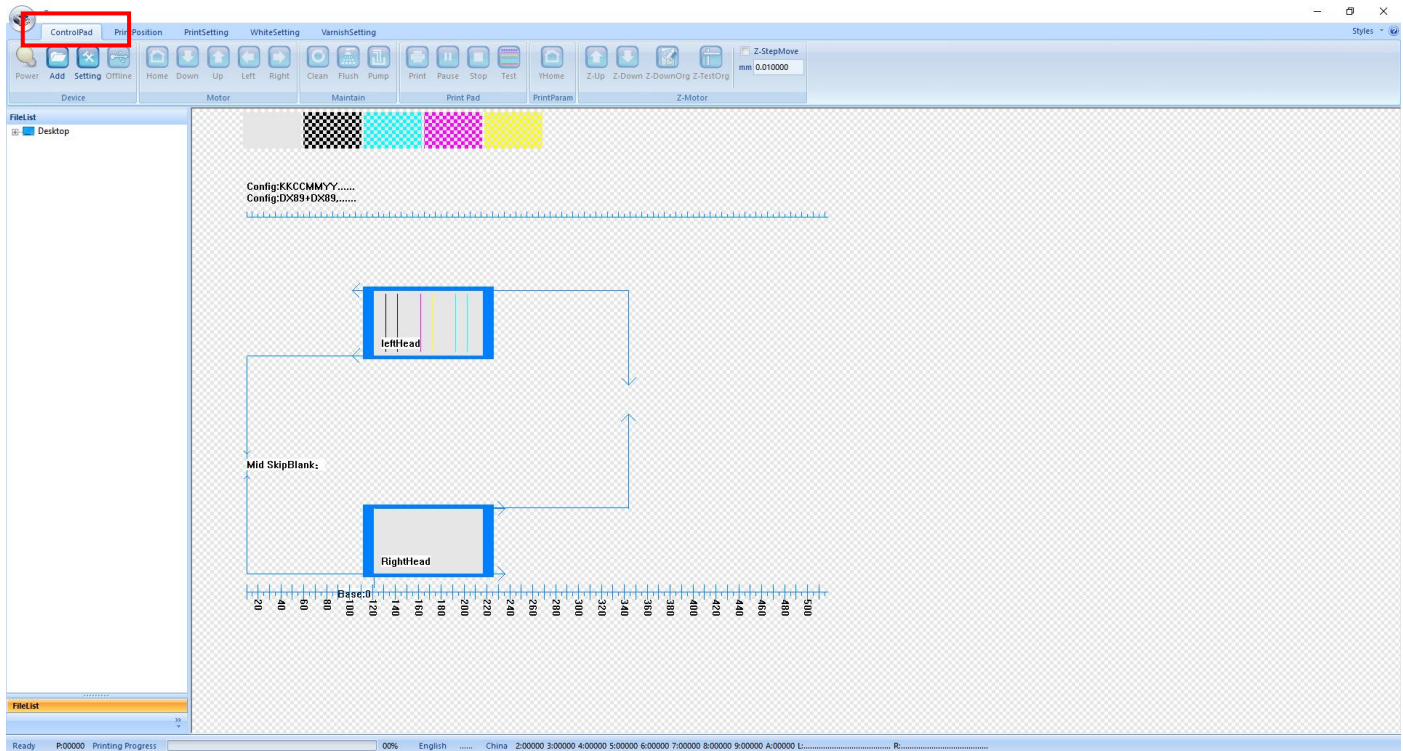 ControlPad PrintPosition PrintSetting WhiteSetting VarnishSetting Styles
Power Add Setting Offline Home Down Up Left Right Clean Flush Pump Print Pause Stop Test YHome Z-Up Z-Down Z-DownOrg Z-TestOrg
Z-StepMove
mm 0.010000
Device Motor Maintain Print Pad PrintParam Z-Motor
FileList
Desktop
Config:KKCCMMYY......
Config:DX89+DX89,......
leftHead
Mid SkipBlank:
RightHead
Base:0
20 40 60 80 100 120 140 160 180 200 220 240 260 280 300 320 340 360 380 400 420 440 460 480 500
FileList
Ready P:00000 Printing Progress 00% English ...... China 2:00000 3:00000 4:00000 5:00000 6:00000 7:00000 8:00000 9:00000 A:00000 L:...................................... R:......................................